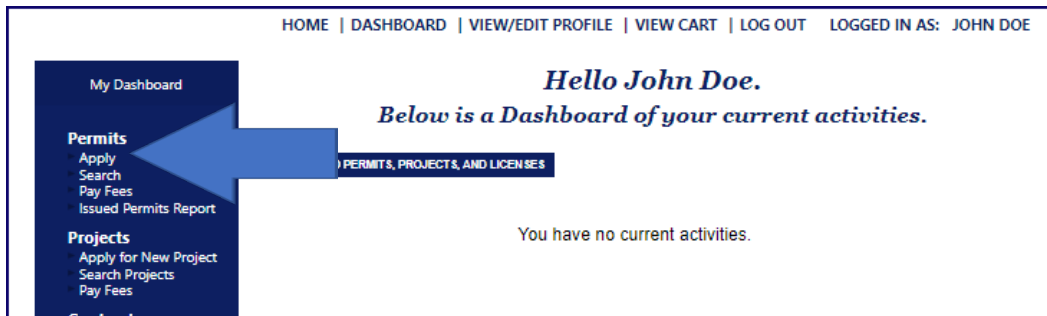 HOME | DASHBOARD | VIEW/EDIT PROFILE | VIEW CART | LOG OUT LOGGED IN AS: JOHN DOE
My Dashboard
Permits
Apply
Search
Pay Fees
Issued Permits Report
Projects
Apply for New Project
Search Projects
Pay Fees
Hello John Doe.
Below is a Dashboard of your current activities.
PERMITS, PROJECTS, AND LICENSES
You have no current activities.